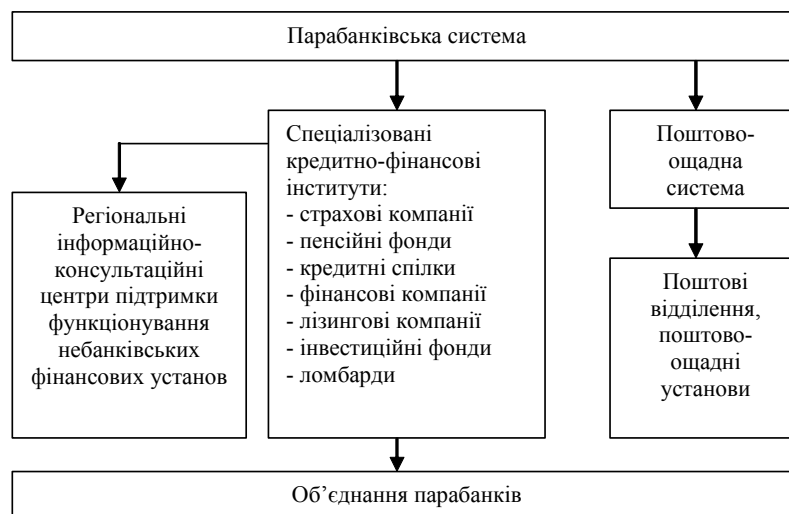 Парабанківська система
Спеціалізовані
кредитно-фінансові
інститути:
- страхові компанії
- пенсійні фонди
- кредитні спілки
- фінансові компанії
- лізингові компанії
- інвестиційні фонди
- ломбарди
Поштово-
ощадна
система
Регіональні
інформаційно-
консультаційні
центри підтримки
функціонування
небанківських
фінансових установ
Поштові
відділення,
поштово-
ощадні
установи
Об’єднання парабанків